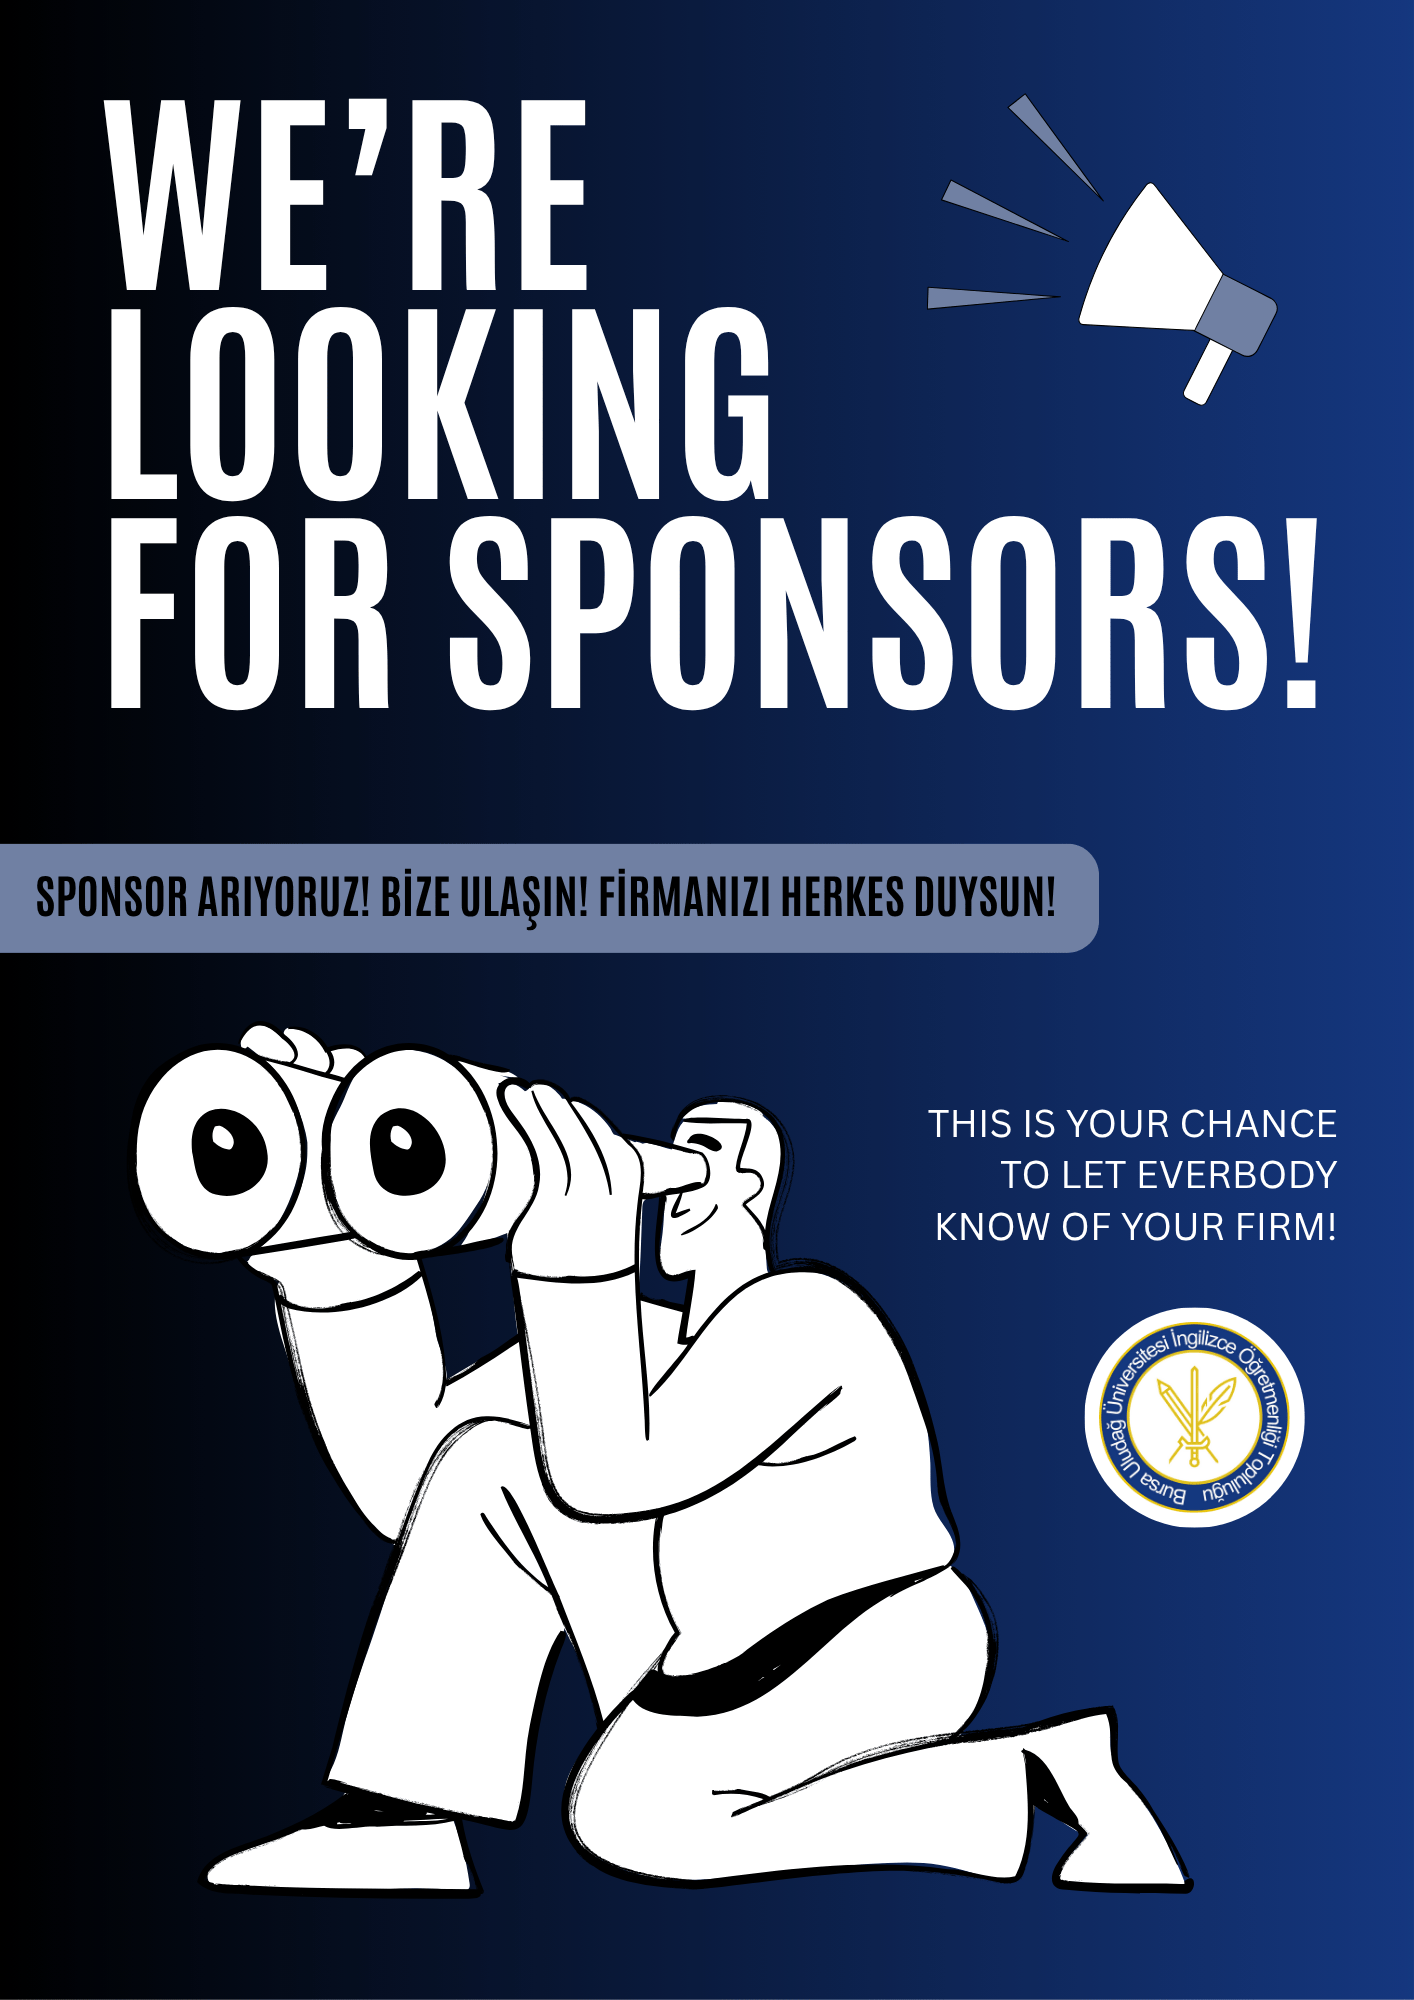 WE’RE
LOOKING
FOR SPONSORS!
SPONSOR ARIYORUZ! BİZE ULAŞIN! FİRMANIZI HERKES DUYSUN!
THIS IS YOUR CHANCE
TO LET EVERBODY
KNOW OF YOUR FIRM!
Bursa Uludağ Üniversitesi İngilizce Öğretmenliği Topluluğu